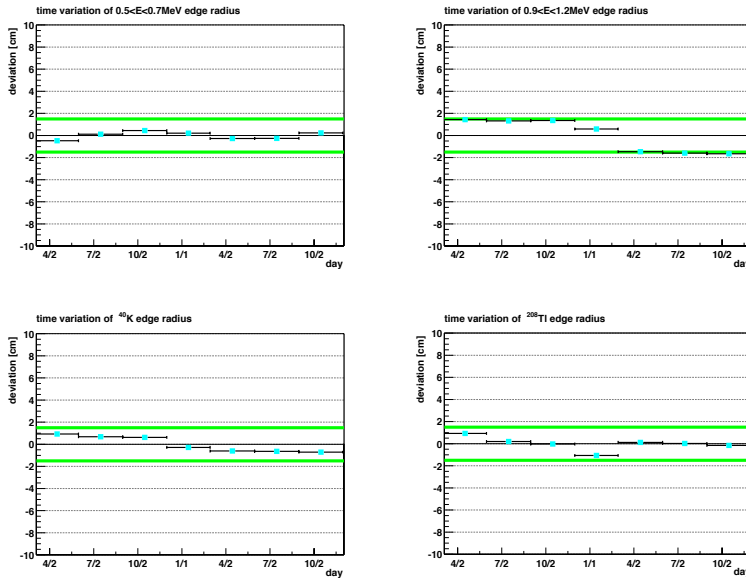 time variation of 0.5<E<0.7MeV edge radius
deviation [cm]
10
8
6
4
2
0
-2
-4
-6
-8
-10
4/2 7/2 10/2 1/1 4/2 7/2 10/2
day
time variation of 0.9<E<1.2MeV edge radius
deviation [cm]
10
8
6
4
2
0
-2
-4
-6
-8
-10
4/2 7/2 10/2 1/1 4/2 7/2 10/2
day
time variation of ⁴⁰K edge radius
deviation [cm]
10
8
6
4
2
0
-2
-4
-6
-8
-10
4/2 7/2 10/2 1/1 4/2 7/2 10/2
day
time variation of ²⁰⁸Tl edge radius
deviation [cm]
10
8
6
4
2
0
-2
-4
-6
-8
-10
4/2 7/2 10/2 1/1 4/2 7/2 10/2
day